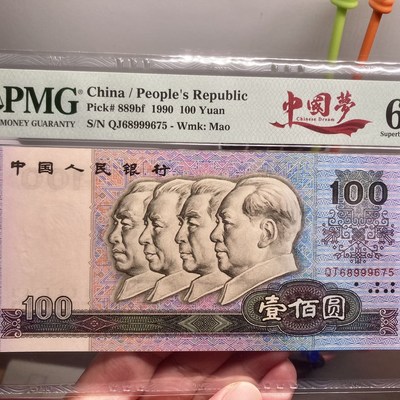 PMG
MONEY GUARANTY
China / People's Republic
Pick# 889bf 1990 100 Yuan
S/N QJ68999675 - Wmk: Mao
中國夢
Chinese Dream
6
Superb
中国人民银行
100
QJ68999675
100
壹佰圆